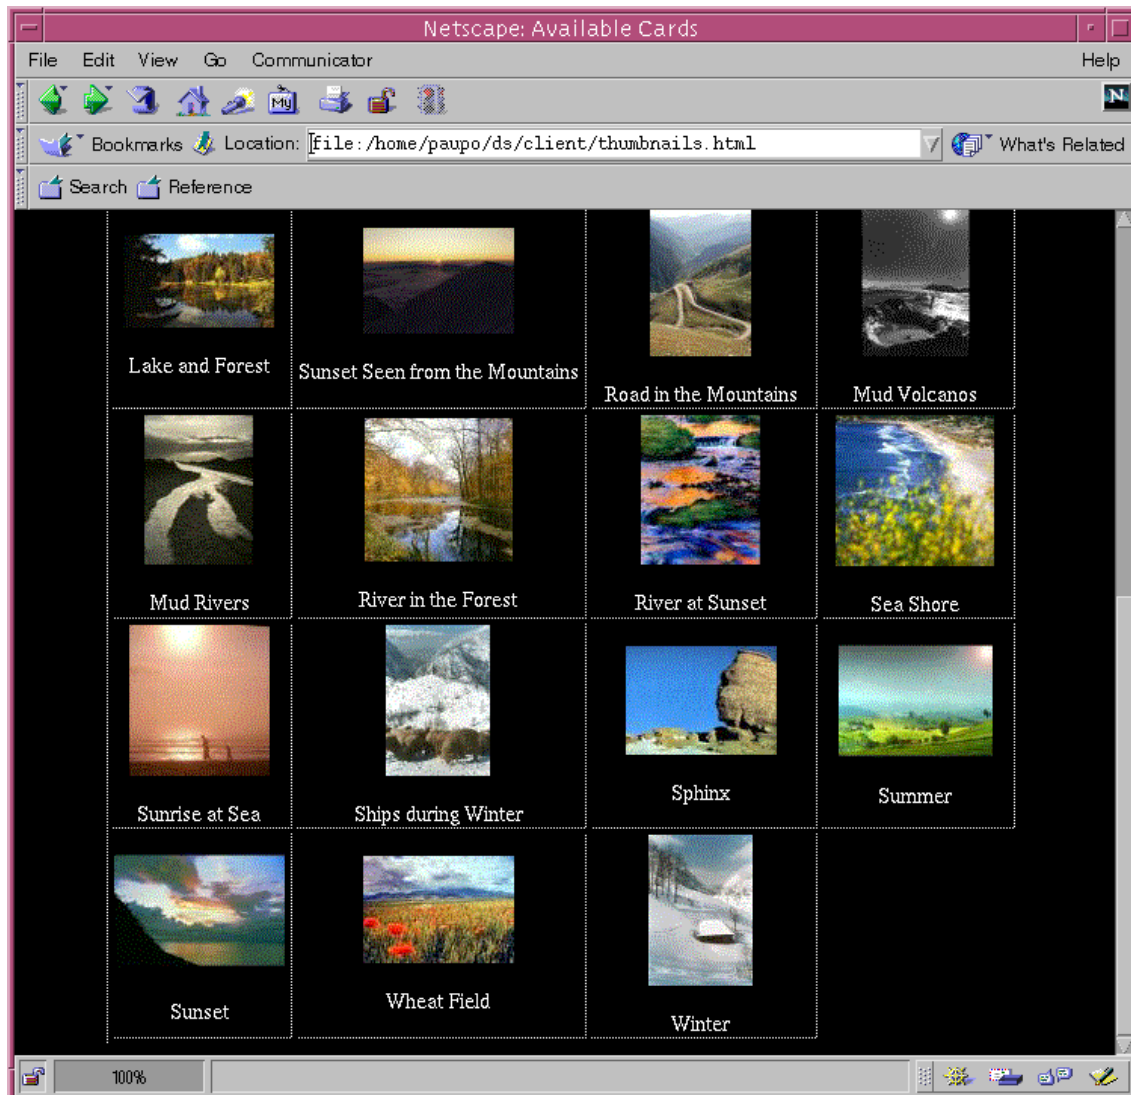 Netscape: Available Cards
File Edit View Go Communicator Help
My N
Bookmarks Location: file:/home/paupo/ds/client/thumbnails.html What's Related
Search Reference
Lake and Forest
Sunset Seen from the Mountains
Road in the Mountains
Mud Volcanos
Mud Rivers
River in the Forest
River at Sunset
Sea Shore
Sunrise at Sea
Ships during Winter
Sphinx
Summer
Sunset
Wheat Field
Winter
100%